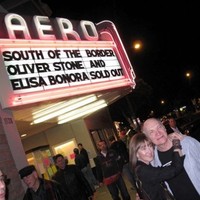 AERO
SOUTH OF THE BORDER
OLIVER STONE AND
ELISA BONORA SOLD OUT